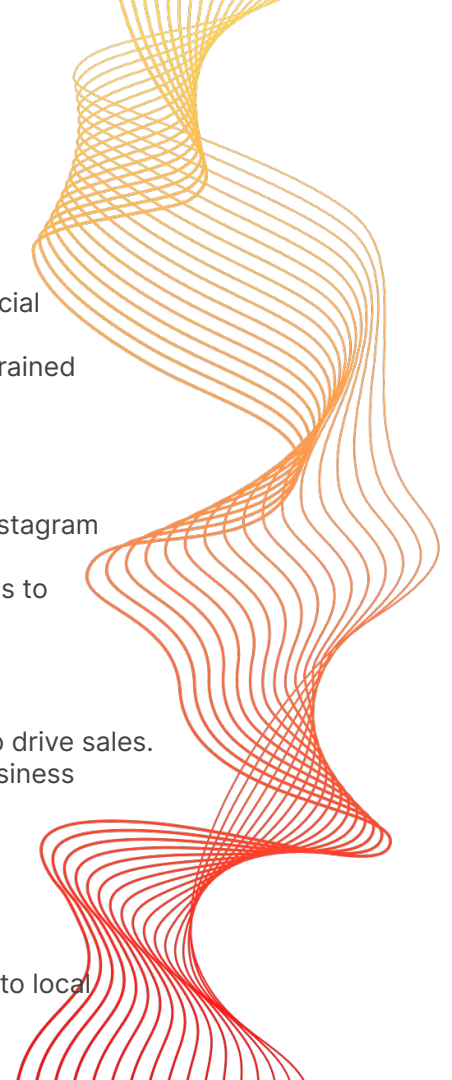 cial
rained
stagram
s to
o drive sales.
siness
to local